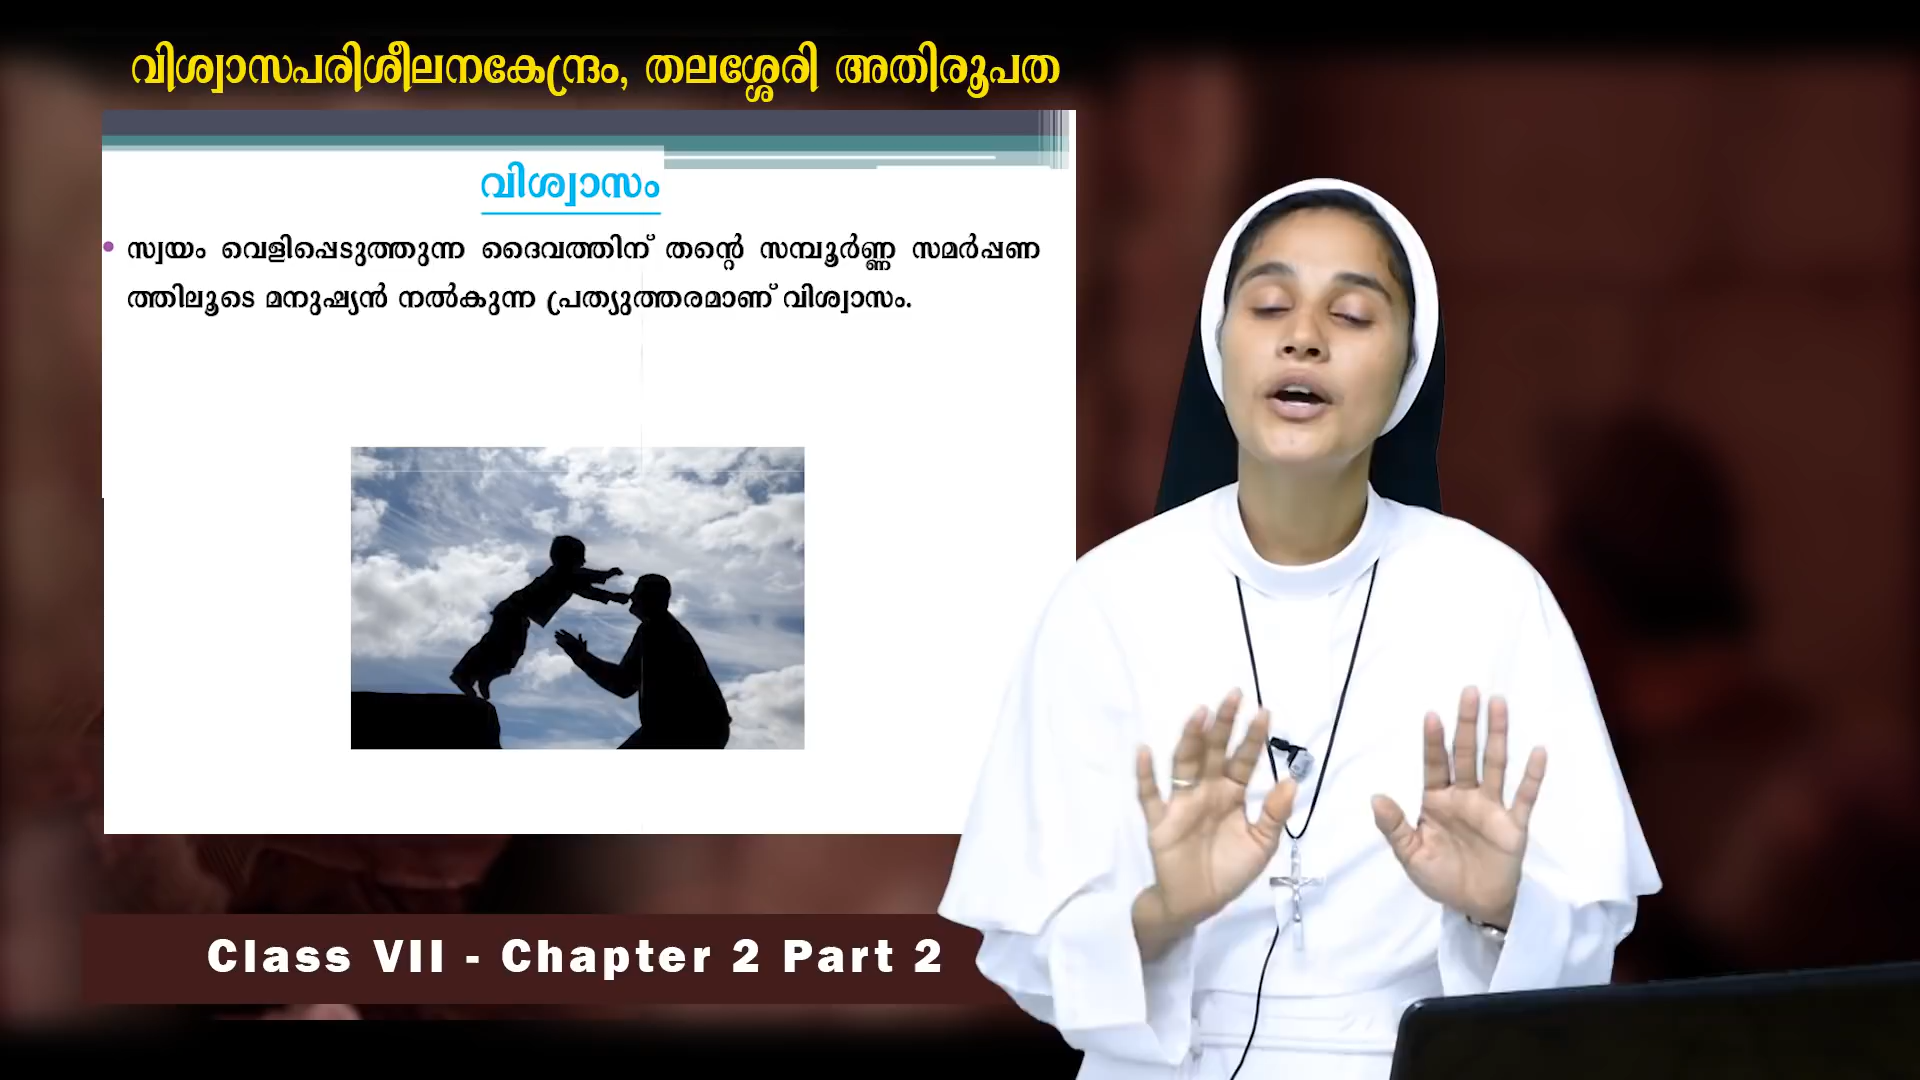 വിശ്വാസപരിശീലനകേന്ദ്രം, തലശ്ശേരി അതിരൂപത
വിശ്വാസം
• സ്വയം വെളിപ്പെടുത്തുന്ന ദൈവത്തിന് തന്റെ സമ്പൂർണ്ണ സമർപ്പണ
ത്തിലൂടെ മനുഷ്യൻ നൽകുന്ന പ്രത്യുത്തരമാണ് വിശ്വാസം.
Class VII - Chapter 2 Part 2